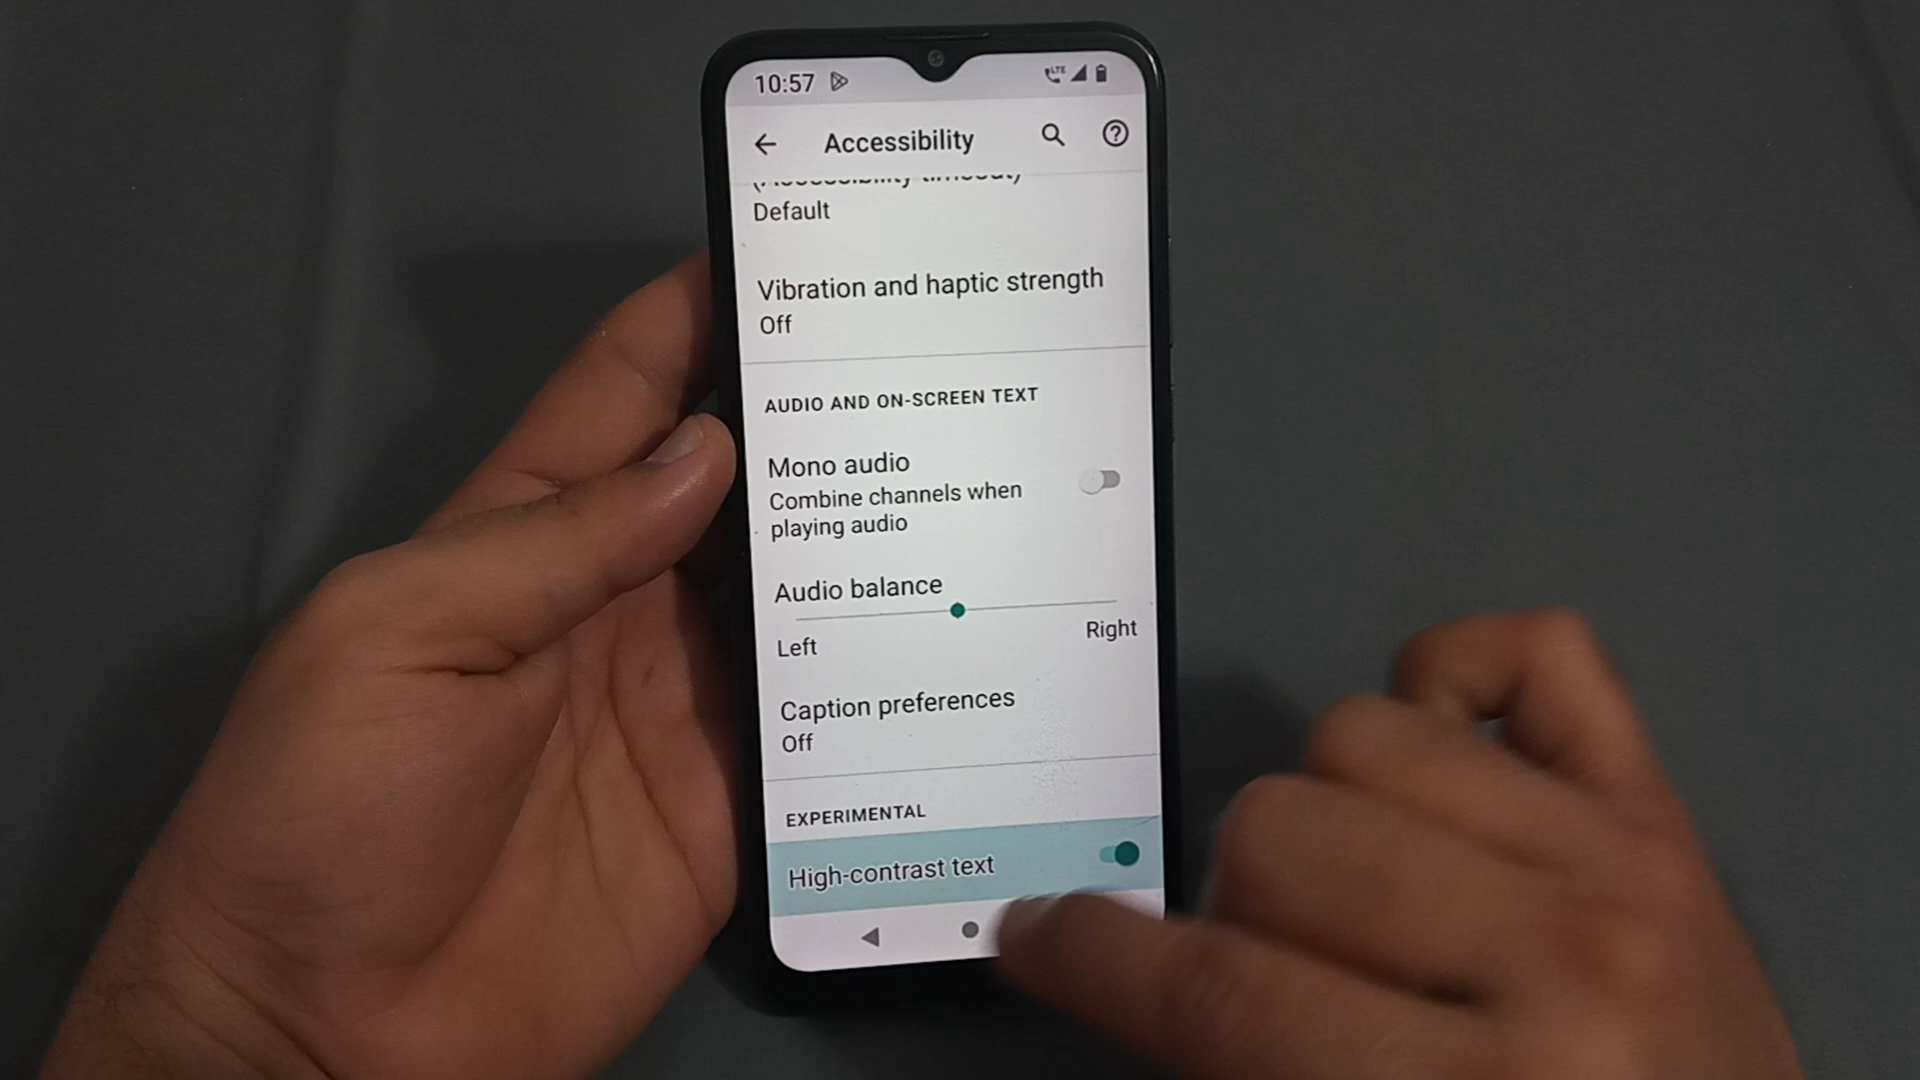 10:57
LTE
Accessibility
Default
Vibration and haptic strength
Off
AUDIO AND ON-SCREEN TEXT
Mono audio
Combine channels when
playing audio
Audio balance
Left
Right
Caption preferences
Off
EXPERIMENTAL
High-contrast text